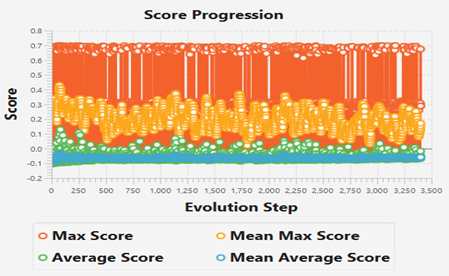 Score Progression
0.8
0.7
0.6
0.5
0.4
0.3
0.2
0.1
-0.0
-0.1
-0.2
Score
0 250 500 750 1,000 1,250 1,500 1,750 2,000 2,250 2,500 2,750 3,000 3,250 3,500
Evolution Step
Max Score Mean Max Score
Average Score Mean Average Score